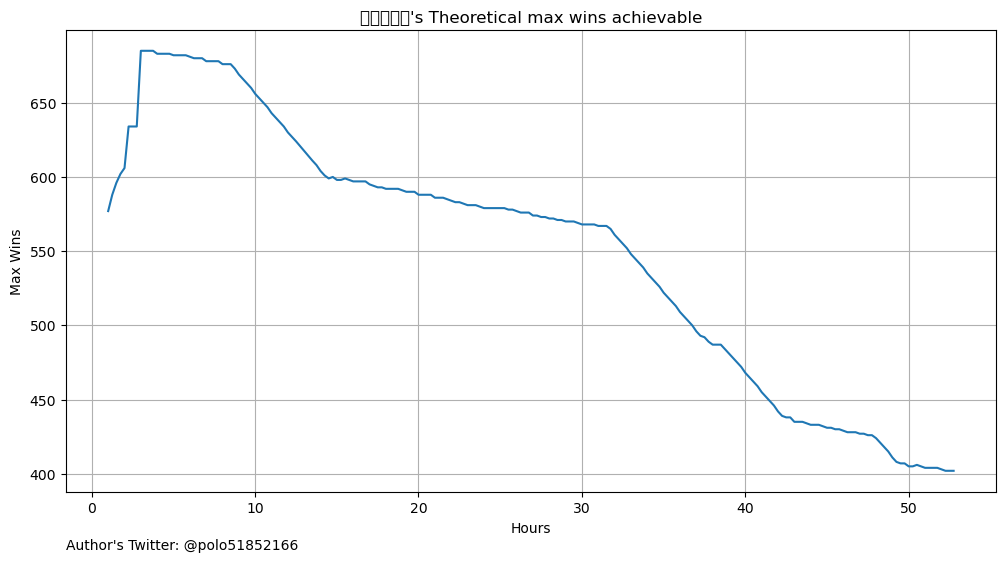 's Theoretical max wins achievable
Max Wins
650
600
550
500
450
400
0 10 20 30 40 50
Hours
Author's Twitter: @polo51852166